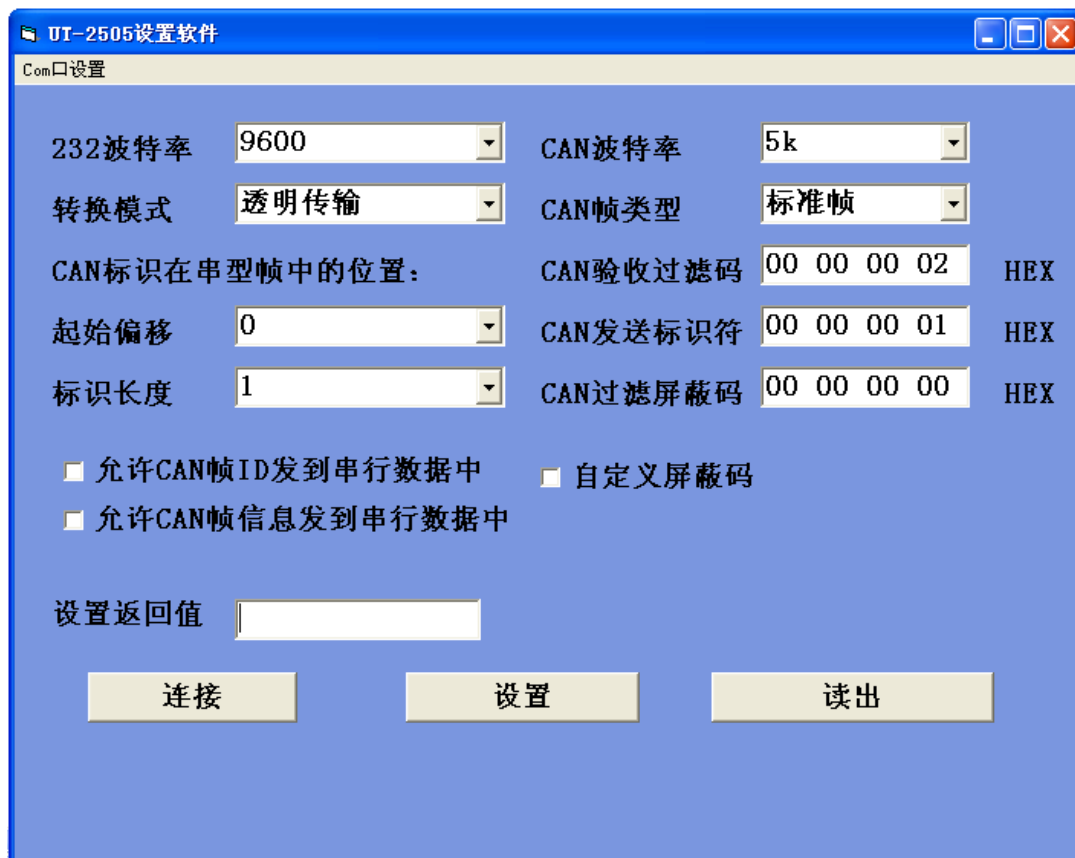 UT-2505设置软件
Com口设置
232波特率 9600 CAN波特率 5k
转换模式 透明传输 CAN帧类型 标准帧
CAN标识在串型帧中的位置: CAN验收过滤码 00 00 00 02 HEX
起始偏移 0 CAN发送标识符 00 00 00 01 HEX
标识长度 1 CAN过滤屏蔽码 00 00 00 00 HEX
允许CAN帧ID发到串行数据中 自定义屏蔽码
允许CAN帧信息发到串行数据中
设置返回值
连接 设置 读出